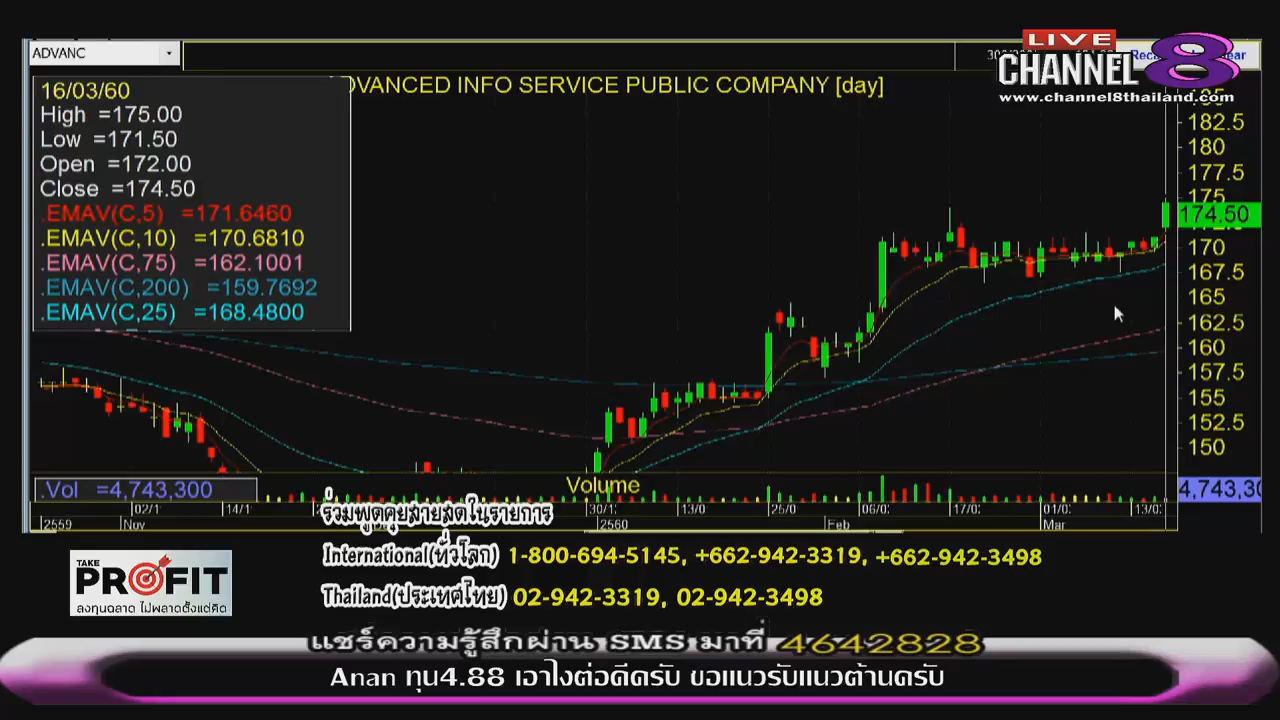 ADVANC
LIVE
CHANNEL 8
www.channel8thailand.com
16/03/60
High =175.00
Low =171.50
Open =172.00
Close =174.50
.EMAV(C,5) =171.6460
.EMAV(C,10) =170.6810
.EMAV(C,75) =162.1001
.EMAV(C,200) =159.7692
.EMAV(C,25) =168.4800
DVANCED INFO SERVICE PUBLIC COMPANY [day]
182.5
180
177.5
175
174.50
170
167.5
165
162.5
160
157.5
155
152.5
150
.Vol =4,743,300
Volume
4,743,30
02/1 14/1 30/1 13/0 25/0 06/0 17/0 01/0 13/0
2559 Nov 2560 Feb Mar
ร่วมพูดคุยสายสดในรายการ
International(ทั่วโลก) 1-800-694-5145, +662-942-3319, +662-942-3498
Thailand(ประเทศไทย) 02-942-3319, 02-942-3498
TAKE
PROFIT
ลงทุนฉลาด ไม่พลาดตั้งแต่คิด
แชร์ความรู้สึกผ่าน SMS มาที่ 4642828
Anan ทุน4.88 เอาไงต่อดีครับ ขอแนวรับแนวต้านครับ